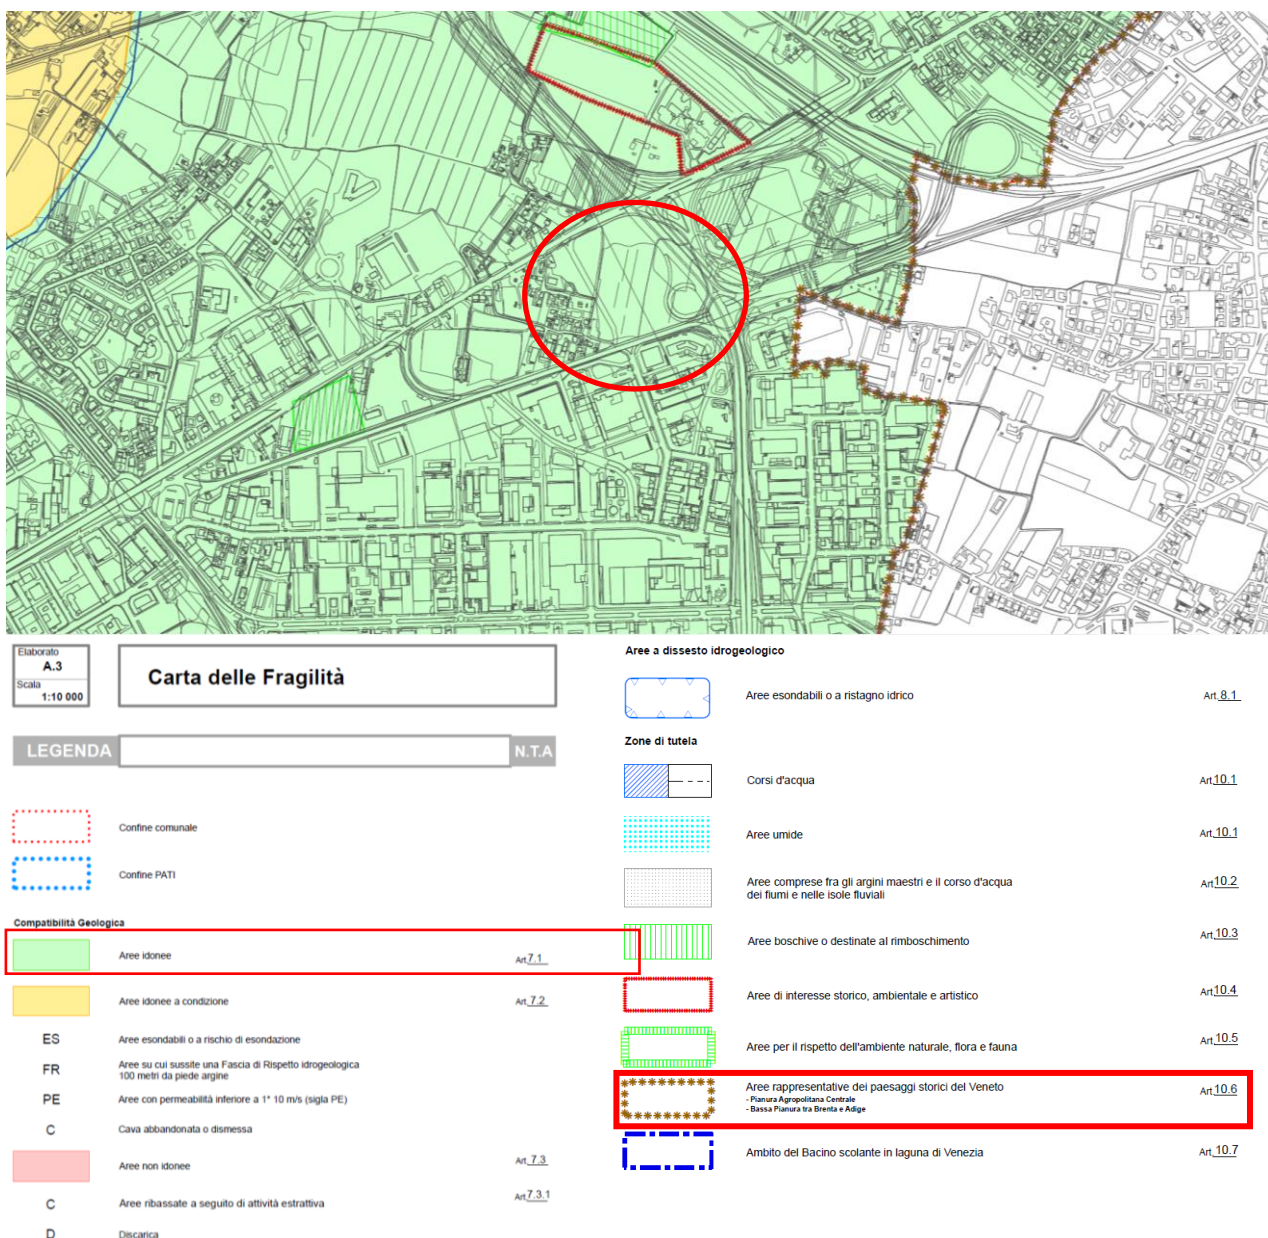 Elaborato
A.3
Scala
1:10 000
Carta delle Fragilità
LEGENDA
N.T.A
Confine comunale
Confine PATI
Compatibilità Geologica
Aree idonee Art. 7.1
Aree idonee a condizione Art. 7.2
ES Aree esondabili o a rischio di esondazione
FR Aree su cui sussite una Fascia di Rispetto idrogeologica
100 metri da piede argine
PE Aree con permeabilità inferiore a 1* 10 m/s (sigla PE)
C Cava abbandonata o dismessa
Aree non idonee Art. 7.3
C Aree ribassate a seguito di attività estrattiva Art. 7.3.1
D Discarica
Aree a dissesto idrogeologico
Aree esondabili o a ristagno idrico Art. 8.1
Zone di tutela
Corsi d'acqua Art. 10.1
Aree umide Art. 10.1
Aree comprese fra gli argini maestri e il corso d'acqua
dei fiumi e nelle isole fluviali Art. 10.2
Aree boschive o destinate al rimboschimento Art. 10.3
Aree di interesse storico, ambientale e artistico Art. 10.4
Aree per il rispetto dell'ambiente naturale, flora e fauna Art. 10.5
Aree rappresentative dei paesaggi storici del Veneto Art. 10.6
- Pianura Agropolitana Centrale
- Bassa Pianura tra Brenta e Adige
Ambito del Bacino scolante in laguna di Venezia Art. 10.7